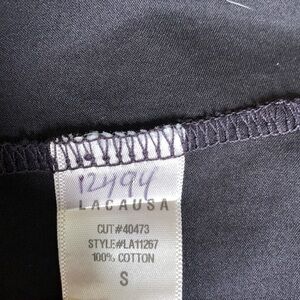 12494
LACAUSA
CUT#40473
STYLE#LA11267
100% COTTON
S